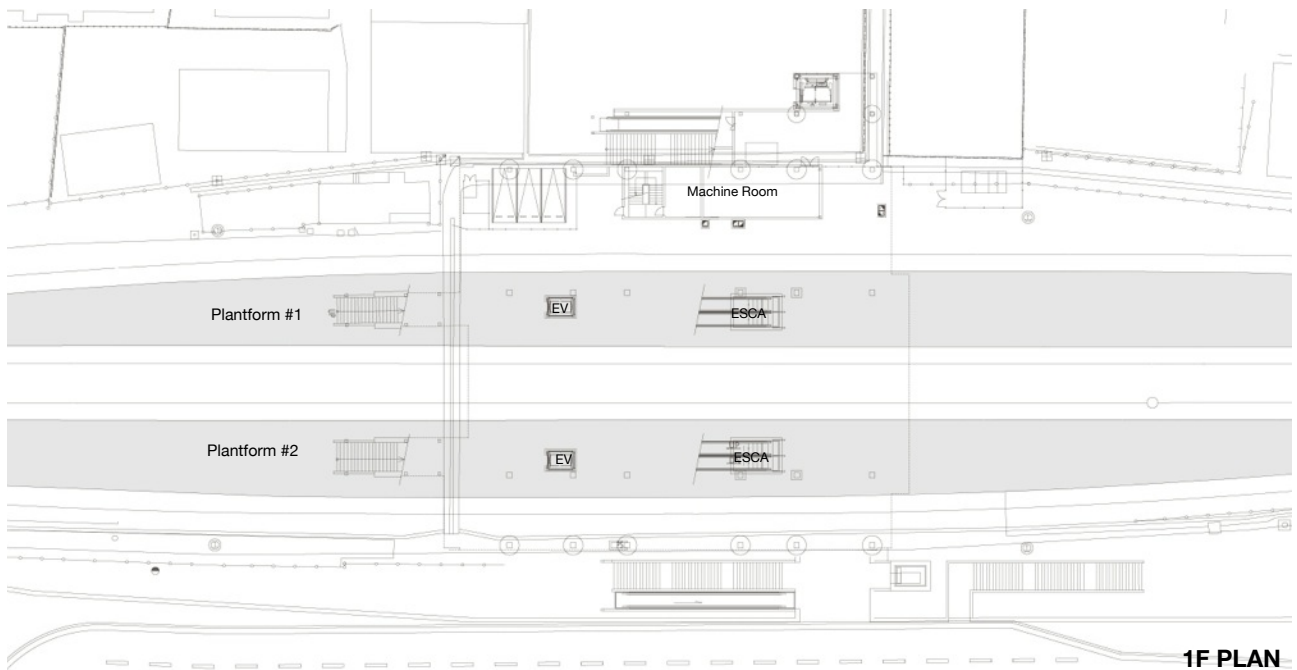 Machine Room
EV
ESCA
Plantform #1
EV
ESCA
Plantform #2
1F PLAN